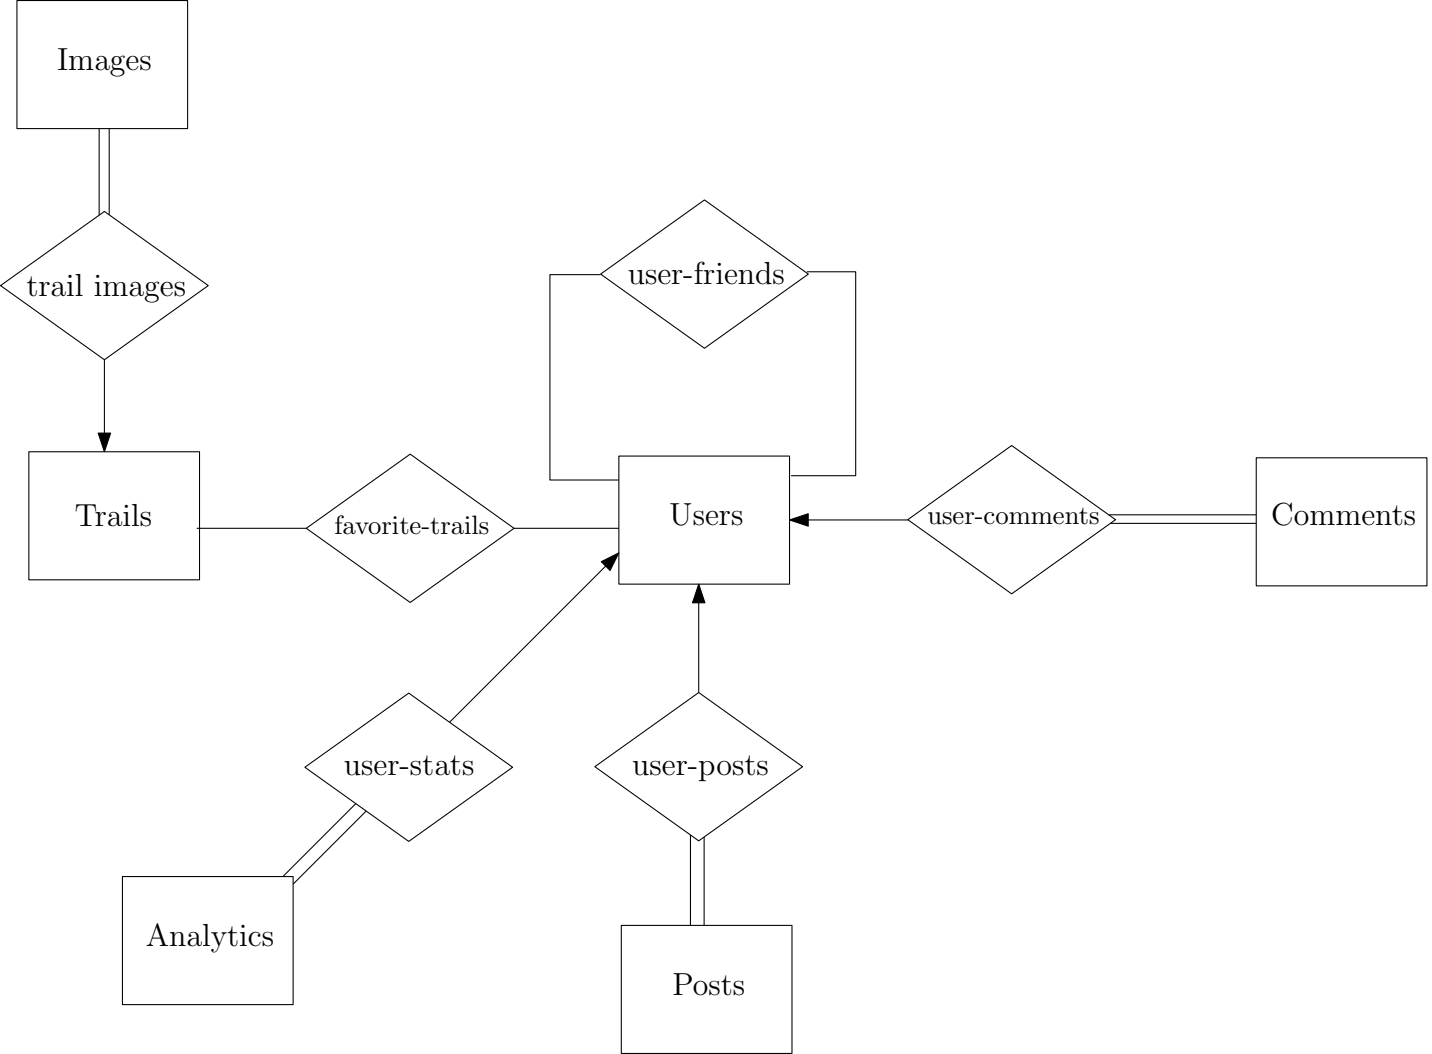 Images
trail images
user-friends
Trails
favorite-trails
Users
user-comments
Comments
user-stats
user-posts
Analytics
Posts